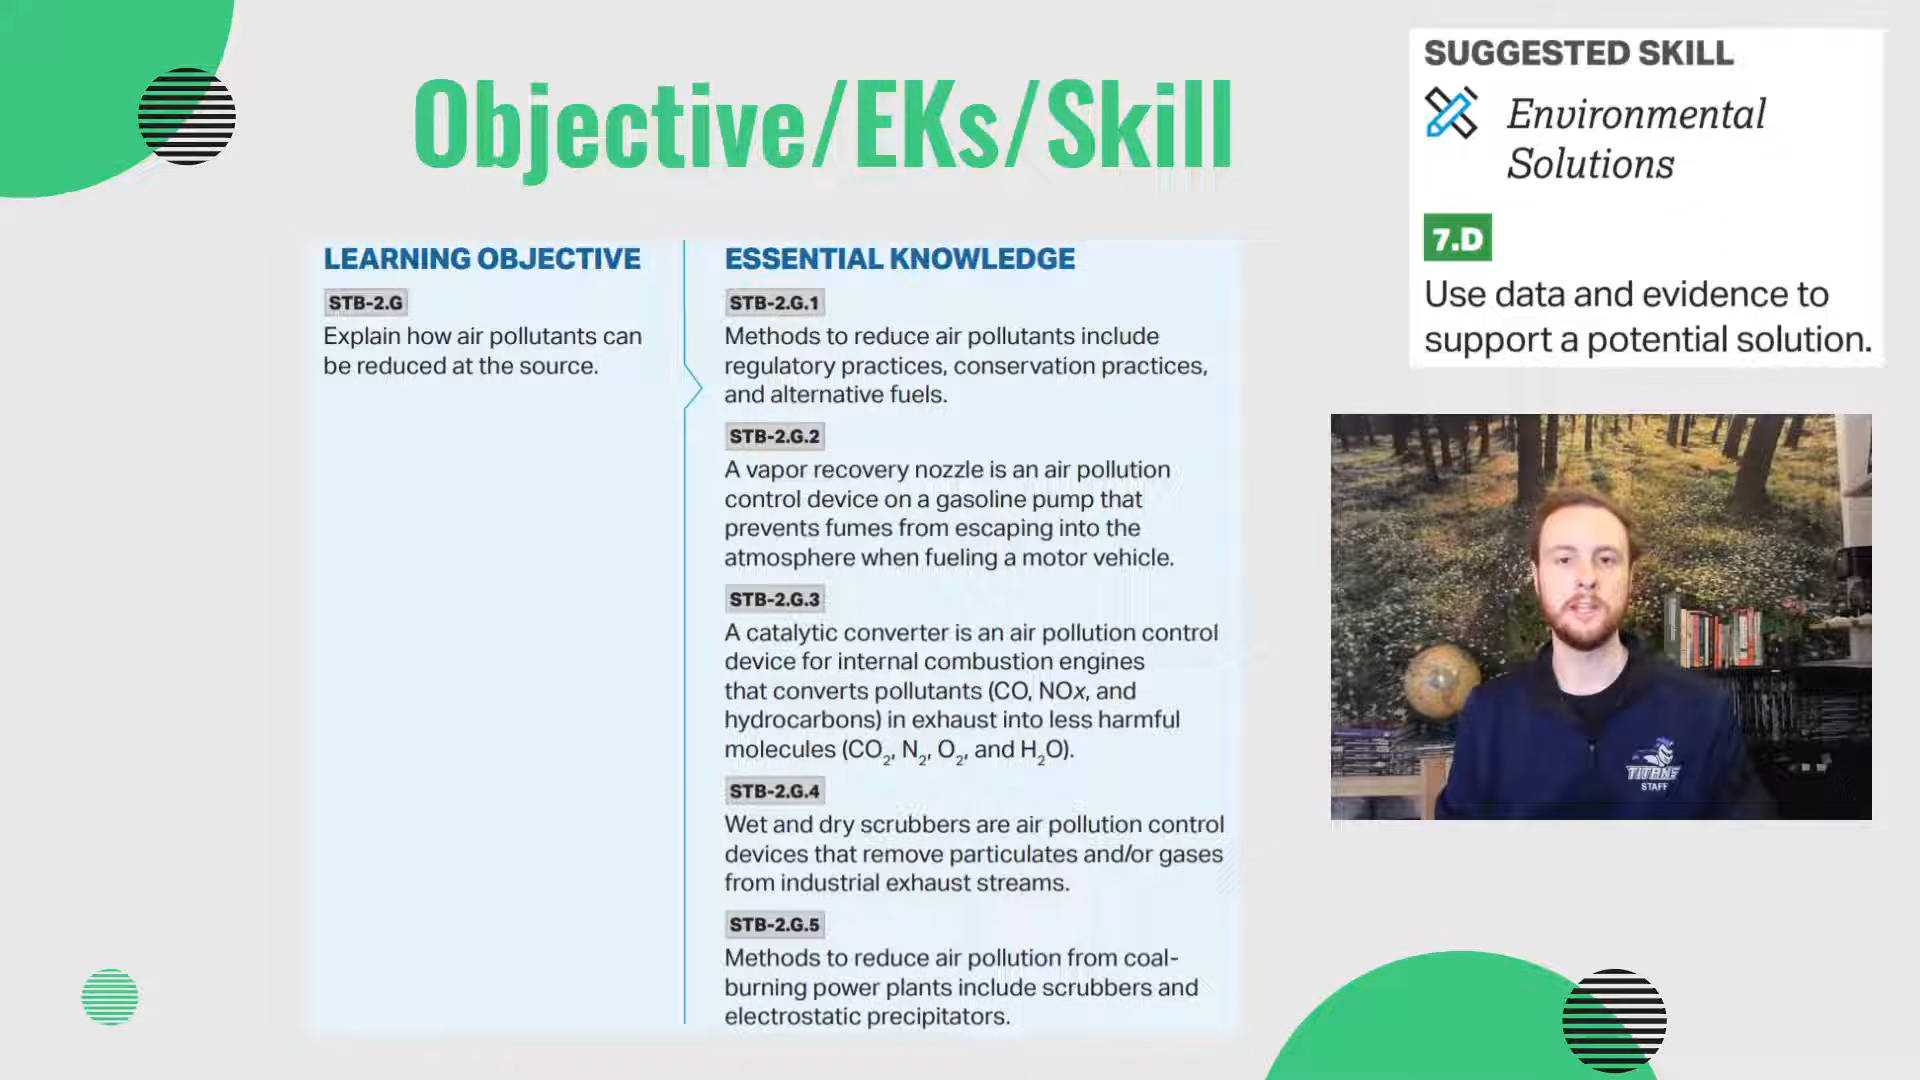 Objective/EKs/Skill
SUGGESTED SKILL
Environmental
Solutions
7.D
Use data and evidence to
support a potential solution.
LEARNING OBJECTIVE
STB-2.G
Explain how air pollutants can
be reduced at the source.
ESSENTIAL KNOWLEDGE
STB-2.G.1
Methods to reduce air pollutants include
regulatory practices, conservation practices,
and alternative fuels.
STB-2.G.2
A vapor recovery nozzle is an air pollution
control device on a gasoline pump that
prevents fumes from escaping into the
atmosphere when fueling a motor vehicle.
STB-2.G.3
A catalytic converter is an air pollution control
device for internal combustion engines
that converts pollutants (CO, NOx, and
hydrocarbons) in exhaust into less harmful
molecules (CO₂, N₂, O₂, and H₂O).
STB-2.G.4
Wet and dry scrubbers are air pollution control
devices that remove particulates and/or gases
from industrial exhaust streams.
STB-2.G.5
Methods to reduce air pollution from coal-
burning power plants include scrubbers and
electrostatic precipitators.
TITANS
STAFF